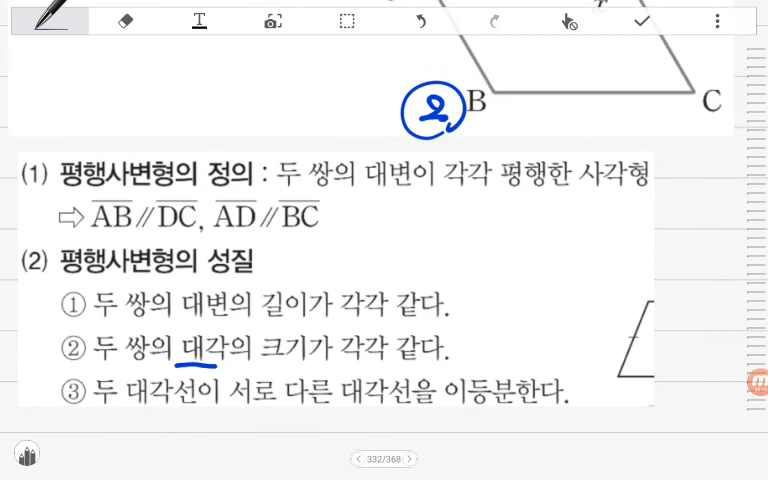 T
x
② B
C
(1) 평행사변형의 정의 : 두 쌍의 대변이 각각 평행한 사각형
⇨ A̅B̅ ∥ D̅C̅, A̅D̅ ∥ B̅C̅
(2) 평행사변형의 성질
① 두 쌍의 대변의 길이가 각각 같다.
② 두 쌍의 대각의 크기가 각각 같다.
③ 두 대각선이 서로 다른 대각선을 이등분한다.
332/368